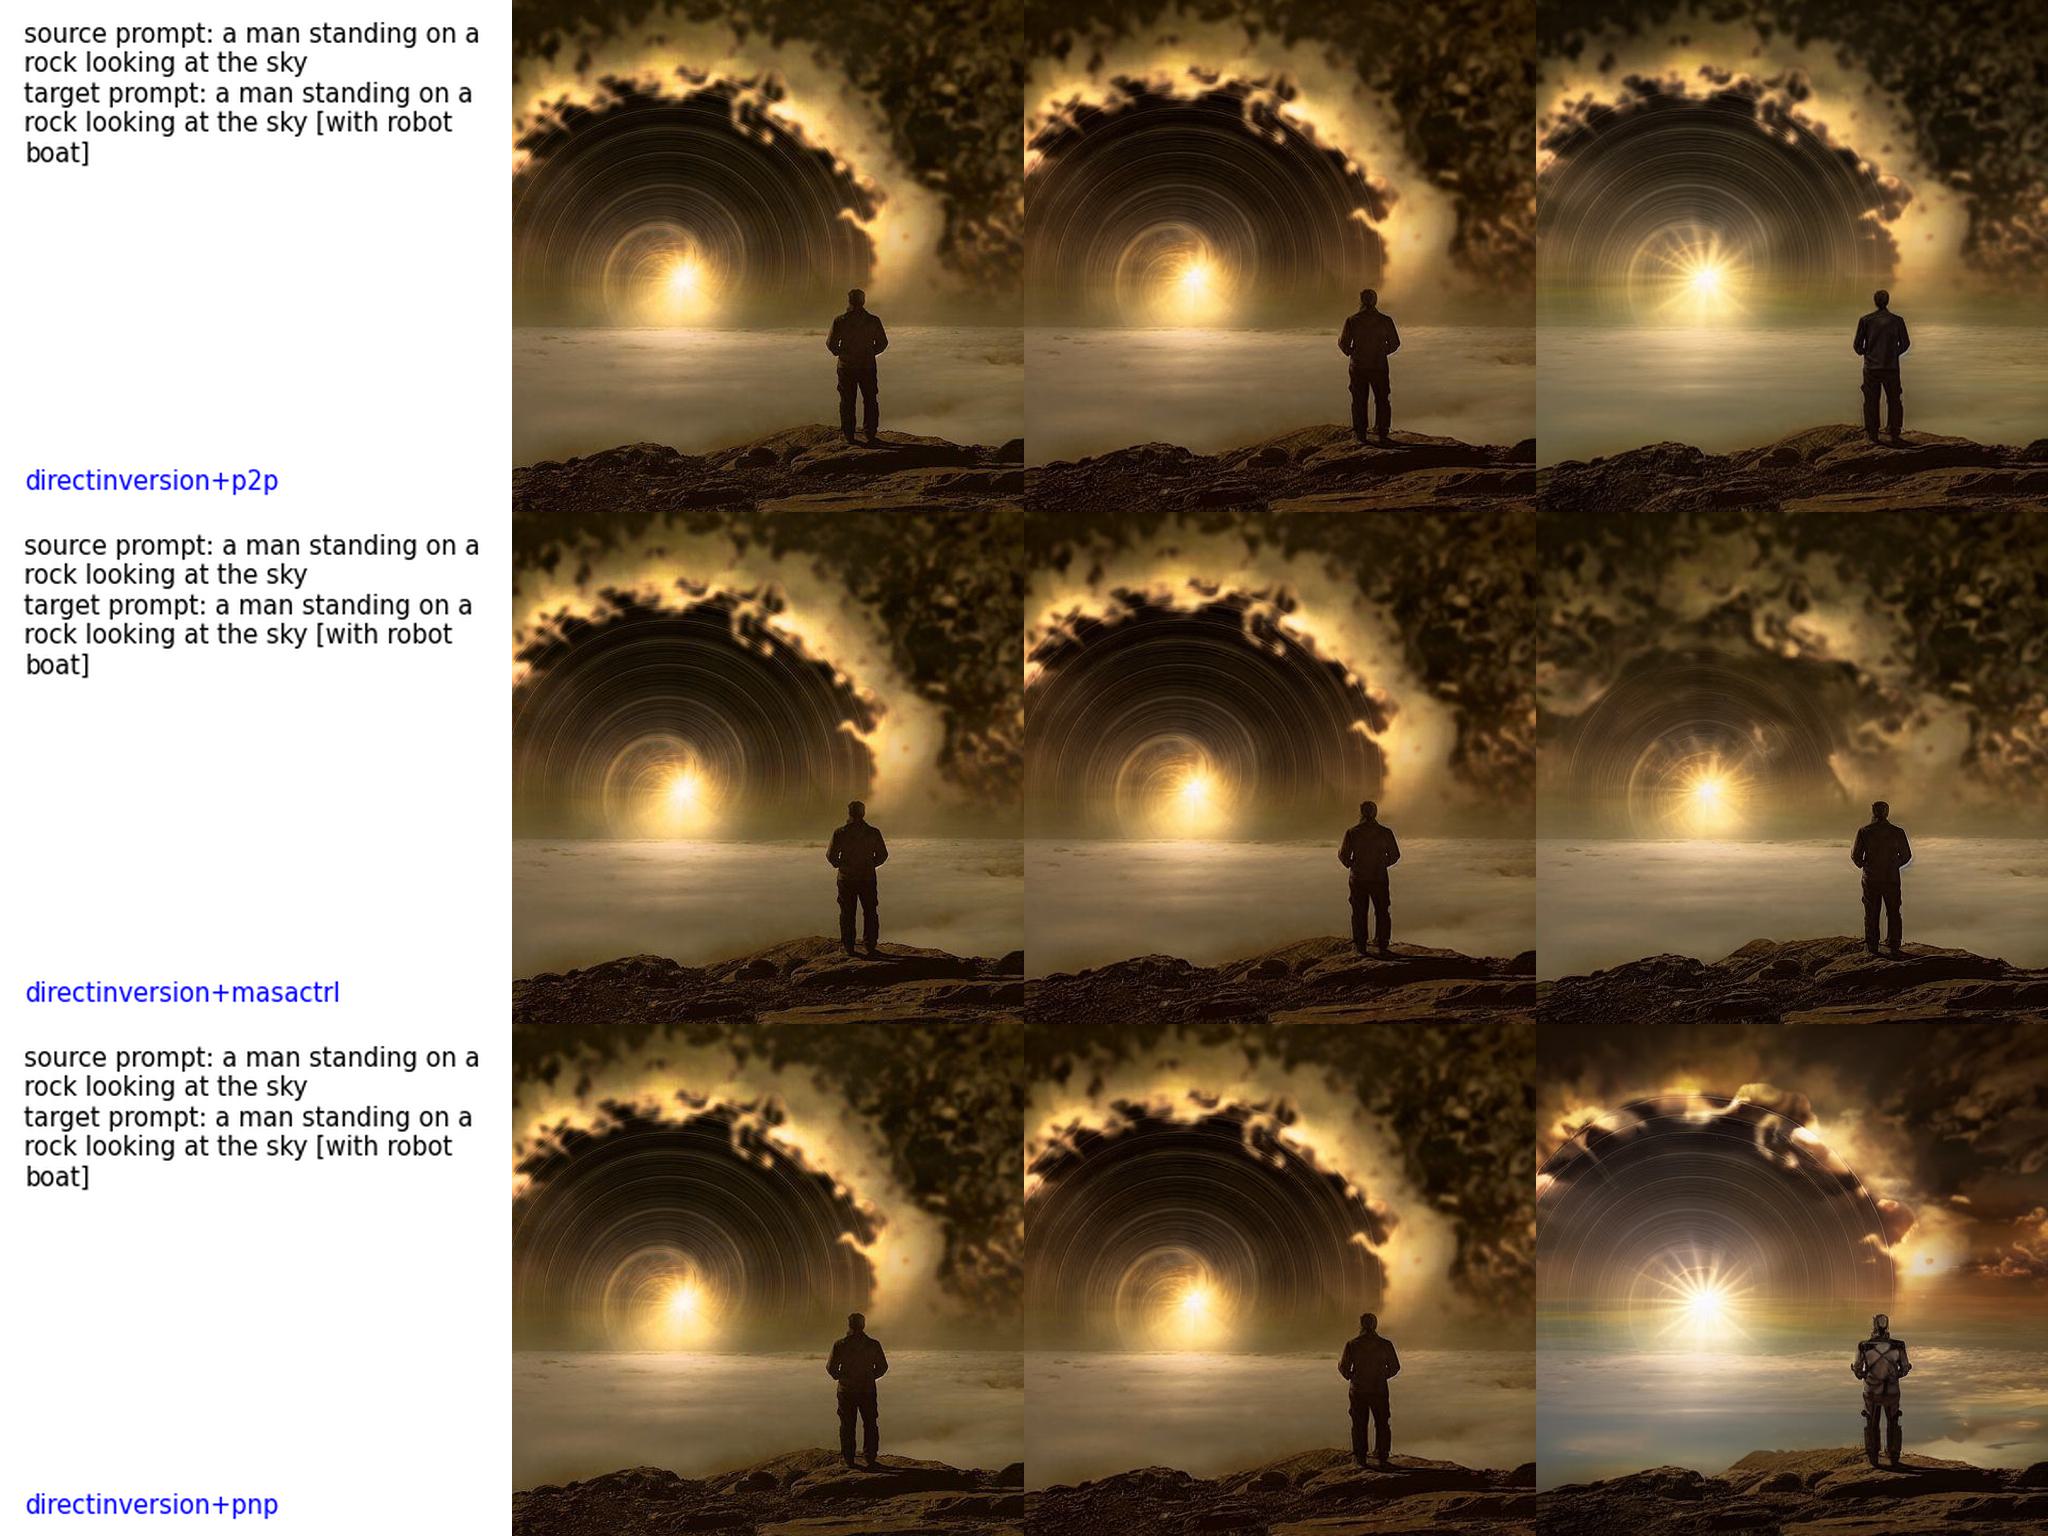 source prompt: a man standing on a
rock looking at the sky
target prompt: a man standing on a
rock looking at the sky [with robot
boat]
directinversion+p2p
source prompt: a man standing on a
rock looking at the sky
target prompt: a man standing on a
rock looking at the sky [with robot
boat]
directinversion+masactrl
source prompt: a man standing on a
rock looking at the sky
target prompt: a man standing on a
rock looking at the sky [with robot
boat]
directinversion+pnp